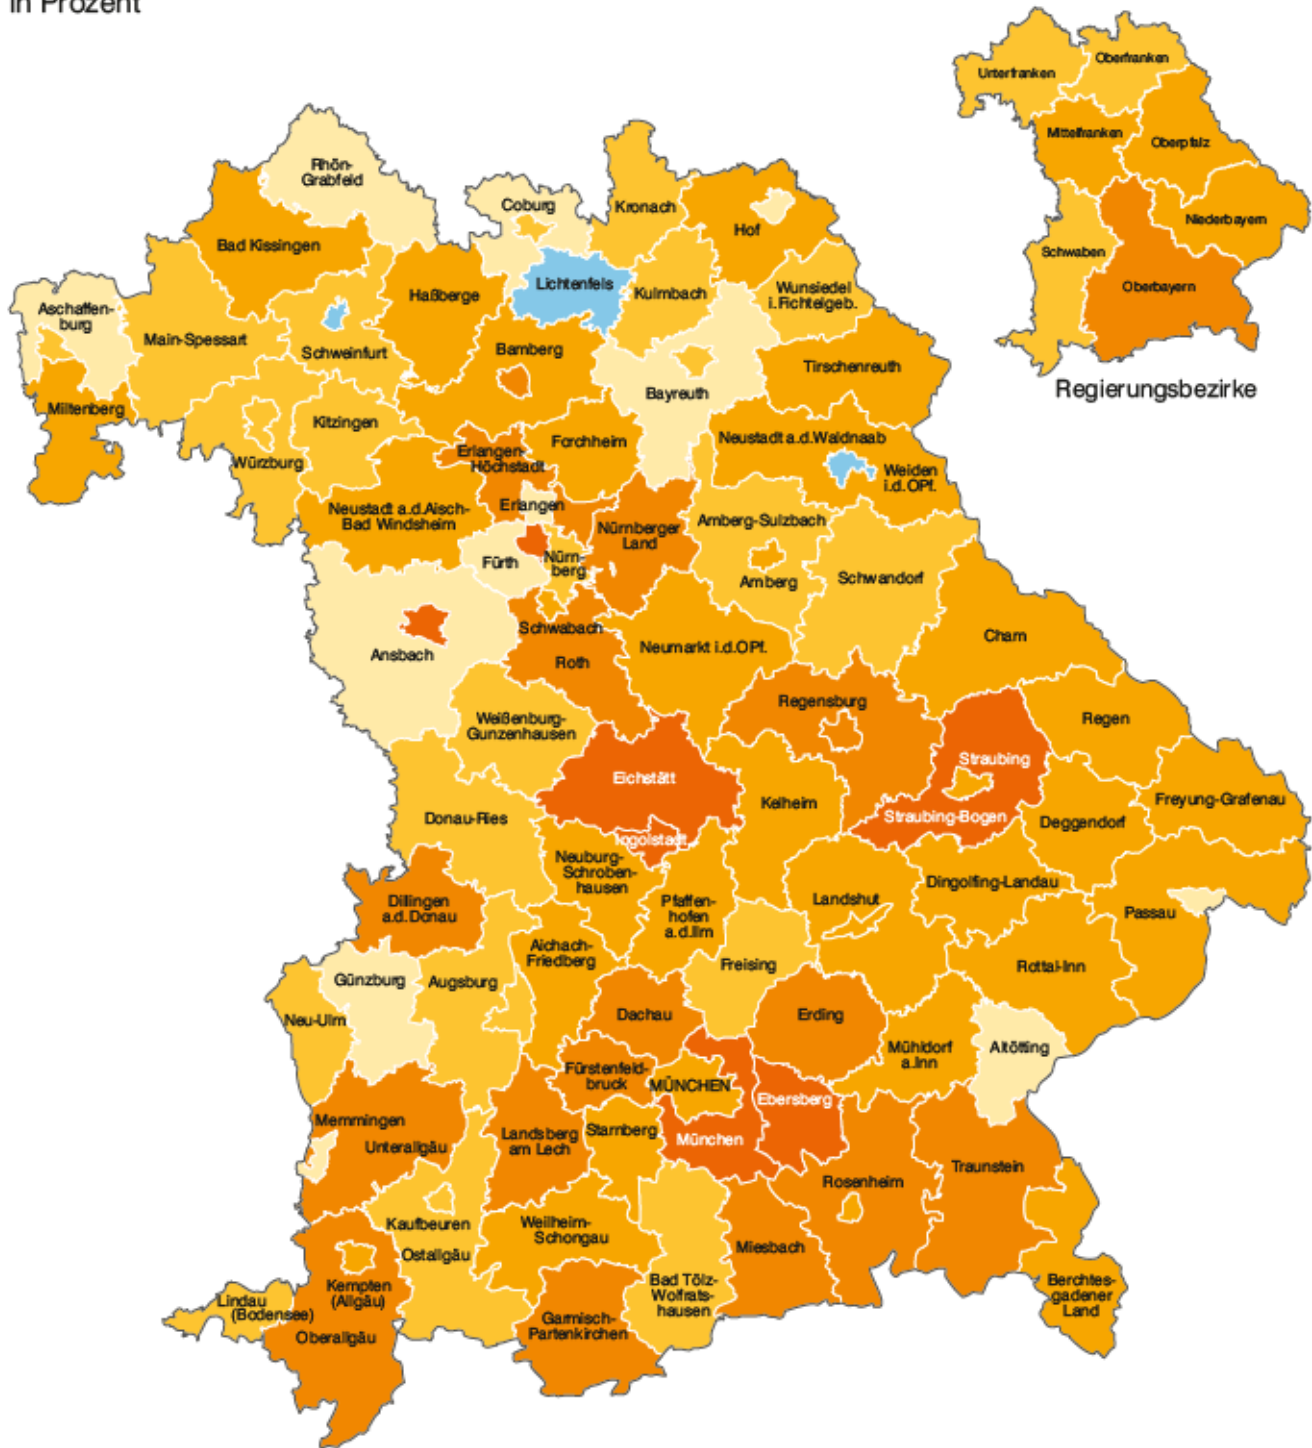 in Prozent
Unterfranken
Oberfranken
Mittelfranken
Oberpfalz
Niederbayern
Schwaben
Oberbayern
Regierungsbezirke
Rhön-
Grabfeld
Coburg
Kronach
Hof
Bad Kissingen
Lichtenfels
Kulmbach
Wunsiedel
i.Fichtelgeb.
Haßberge
Aschaffen-
burg
Main-Spessart
Schweinfurt
Bamberg
Bayreuth
Tirschenreuth
Miltenberg
Kitzingen
Würzburg
Forchheim
Erlangen-
Höchstadt
Neustadt a.d.Waldnaab
Weiden
i.d.OPf.
Neustadt a.d.Aisch-
Bad Windsheim
Erlangen
Nürnberger
Land
Amberg-Sulzbach
Fürth
Nürn-
berg
Amberg
Schwandorf
Ansbach
Schwabach
Roth
Neumarkt i.d.OPf.
Cham
Weißenburg-
Gunzenhausen
Regensburg
Regen
Eichstätt
Straubing
Straubing-Bogen
Freyung-Grafenau
Donau-Ries
Kelheim
Deggendorf
Ingolstadt
Neuburg-
Schroben-
hausen
Dillingen
a.d.Donau
Pfaffen-
hofen
a.d.Ilm
Landshut
Dingolfing-Landau
Passau
Aichach-
Friedberg
Freising
Rottal-Inn
Günzburg
Augsburg
Neu-Ulm
Dachau
Erding
Mühldorf
a.Inn
Altötting
Fürstenfeld-
bruck
MÜNCHEN
Ebersberg
Memmingen
Unterallgäu
Landsberg
am Lech
Starnberg
München
Traunstein
Rosenheim
Kaufbeuren
Ostallgäu
Weilheim-
Schongau
Miesbach
Kempten
(Allgäu)
Bad Tölz-
Wolfrats-
hausen
Berchtes-
gadener
Land
Lindau
(Bodensee)
Oberallgäu
Garmisch-
Partenkirchen